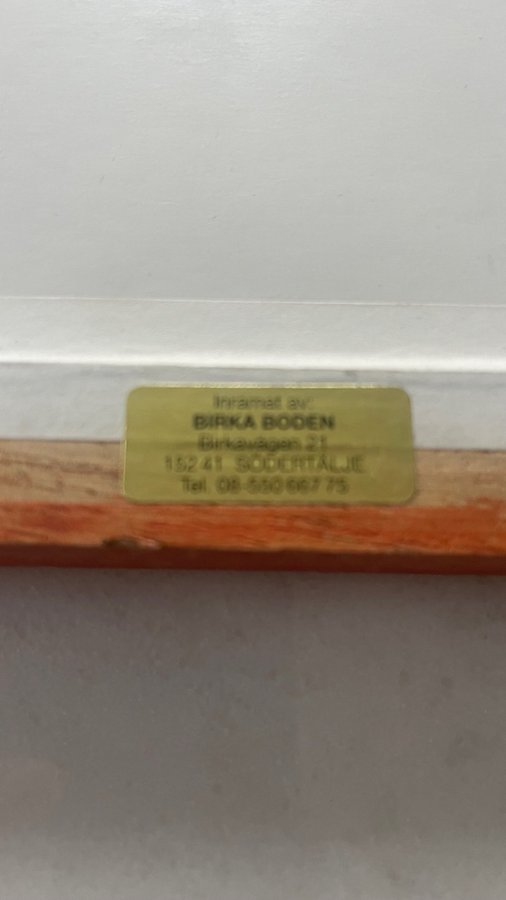 Inramat av:
BIRKA BODEN
Birkavägen 21
152 41 SÖDERTÄLJE
Tel. 08-550 667 75